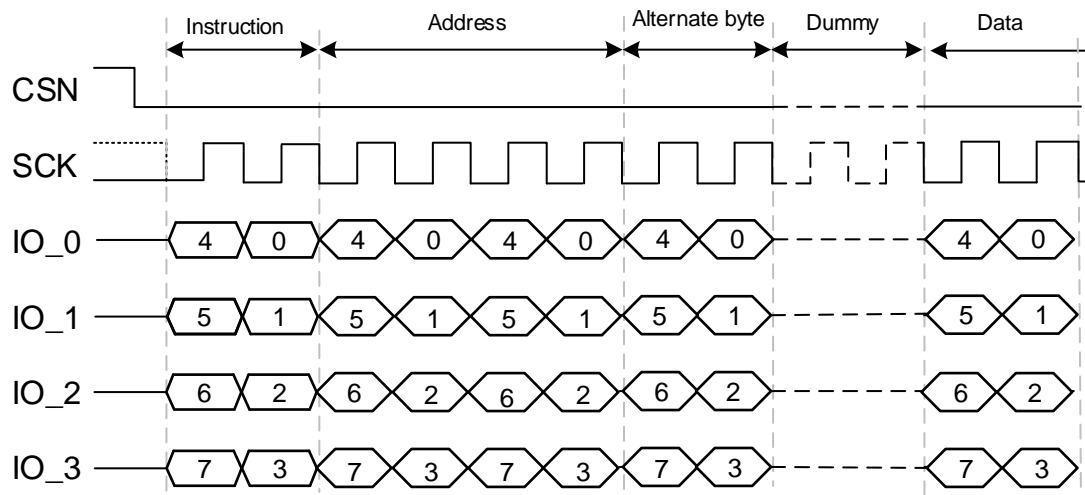 Instruction Address Alternate byte Dummy Data
CSN
SCK
IO_0 4 0 4 0 4 0 4 0 4 0
IO_1 5 1 5 1 5 1 5 1 5 1
IO_2 6 2 6 2 6 2 6 2 6 2
IO_3 7 3 7 3 7 3 7 3 7 3